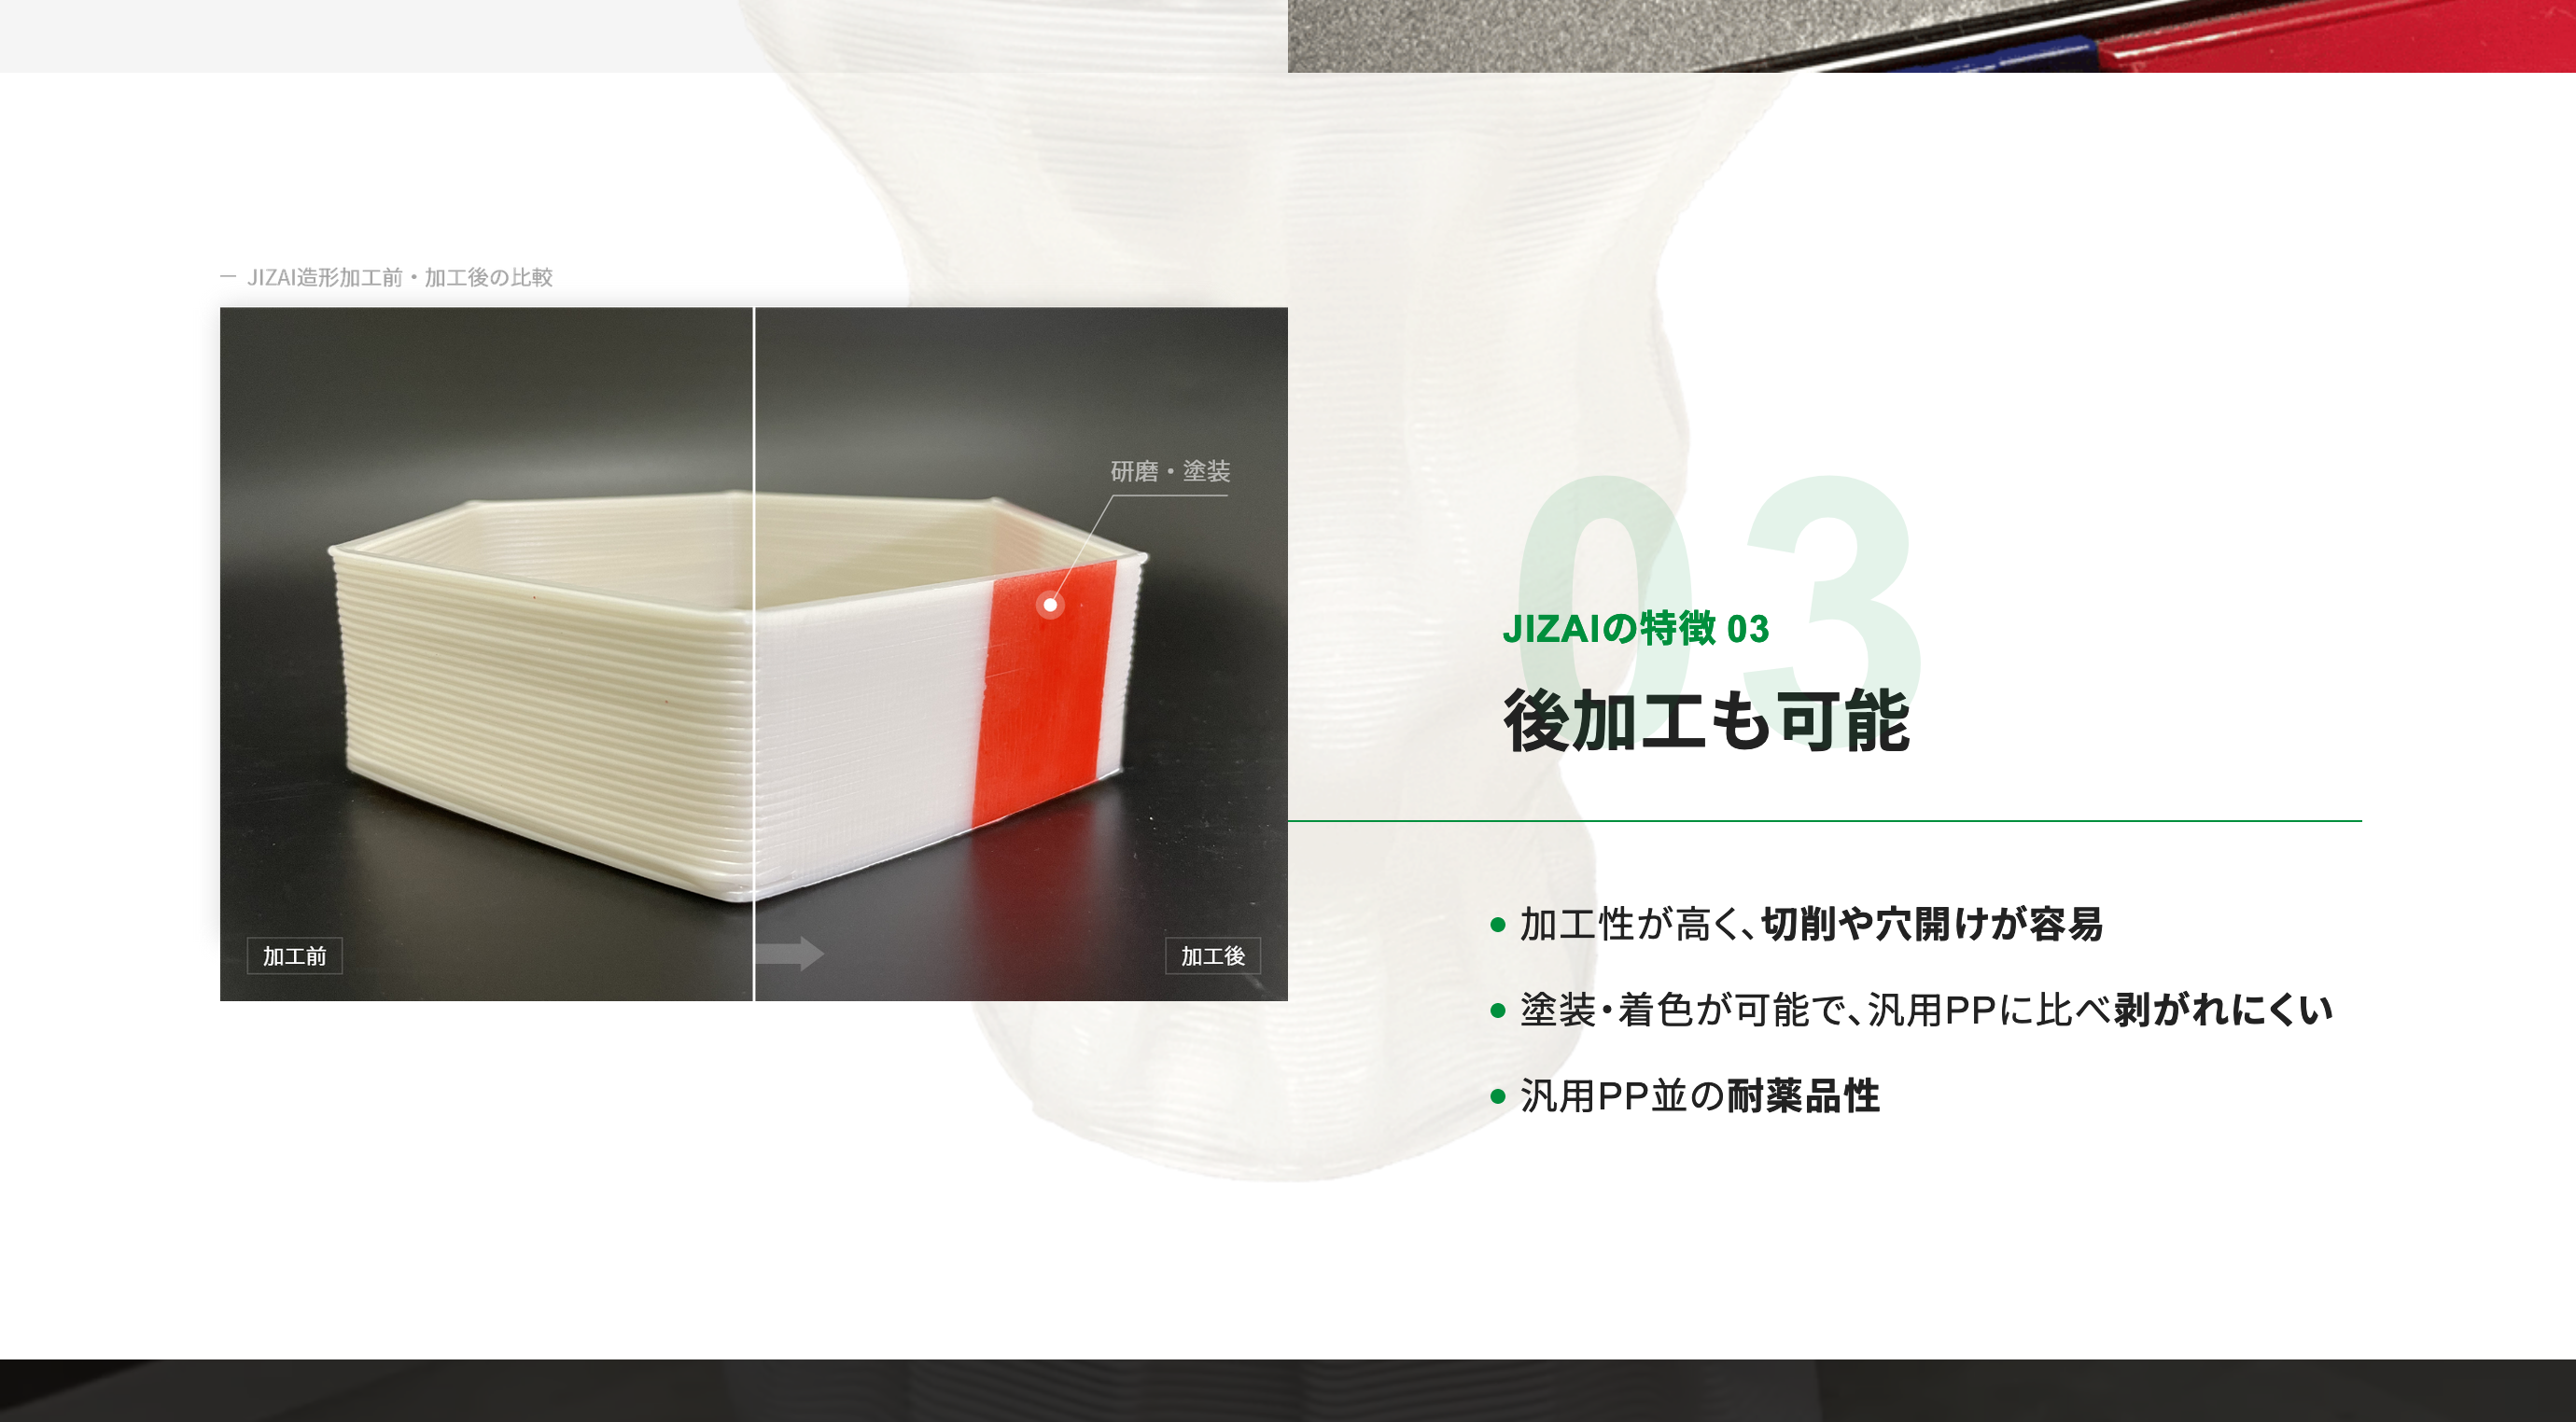 JIZAI造形加工前・加工後の比較
研磨・塗装
加工前
加工後
03
JIZAIの特徴 03
後加工も可能
加工性が高く、切削や穴開けが容易
塗装・着色が可能で、汎用PPに比べ剥がれにくい
汎用PP並の耐薬品性